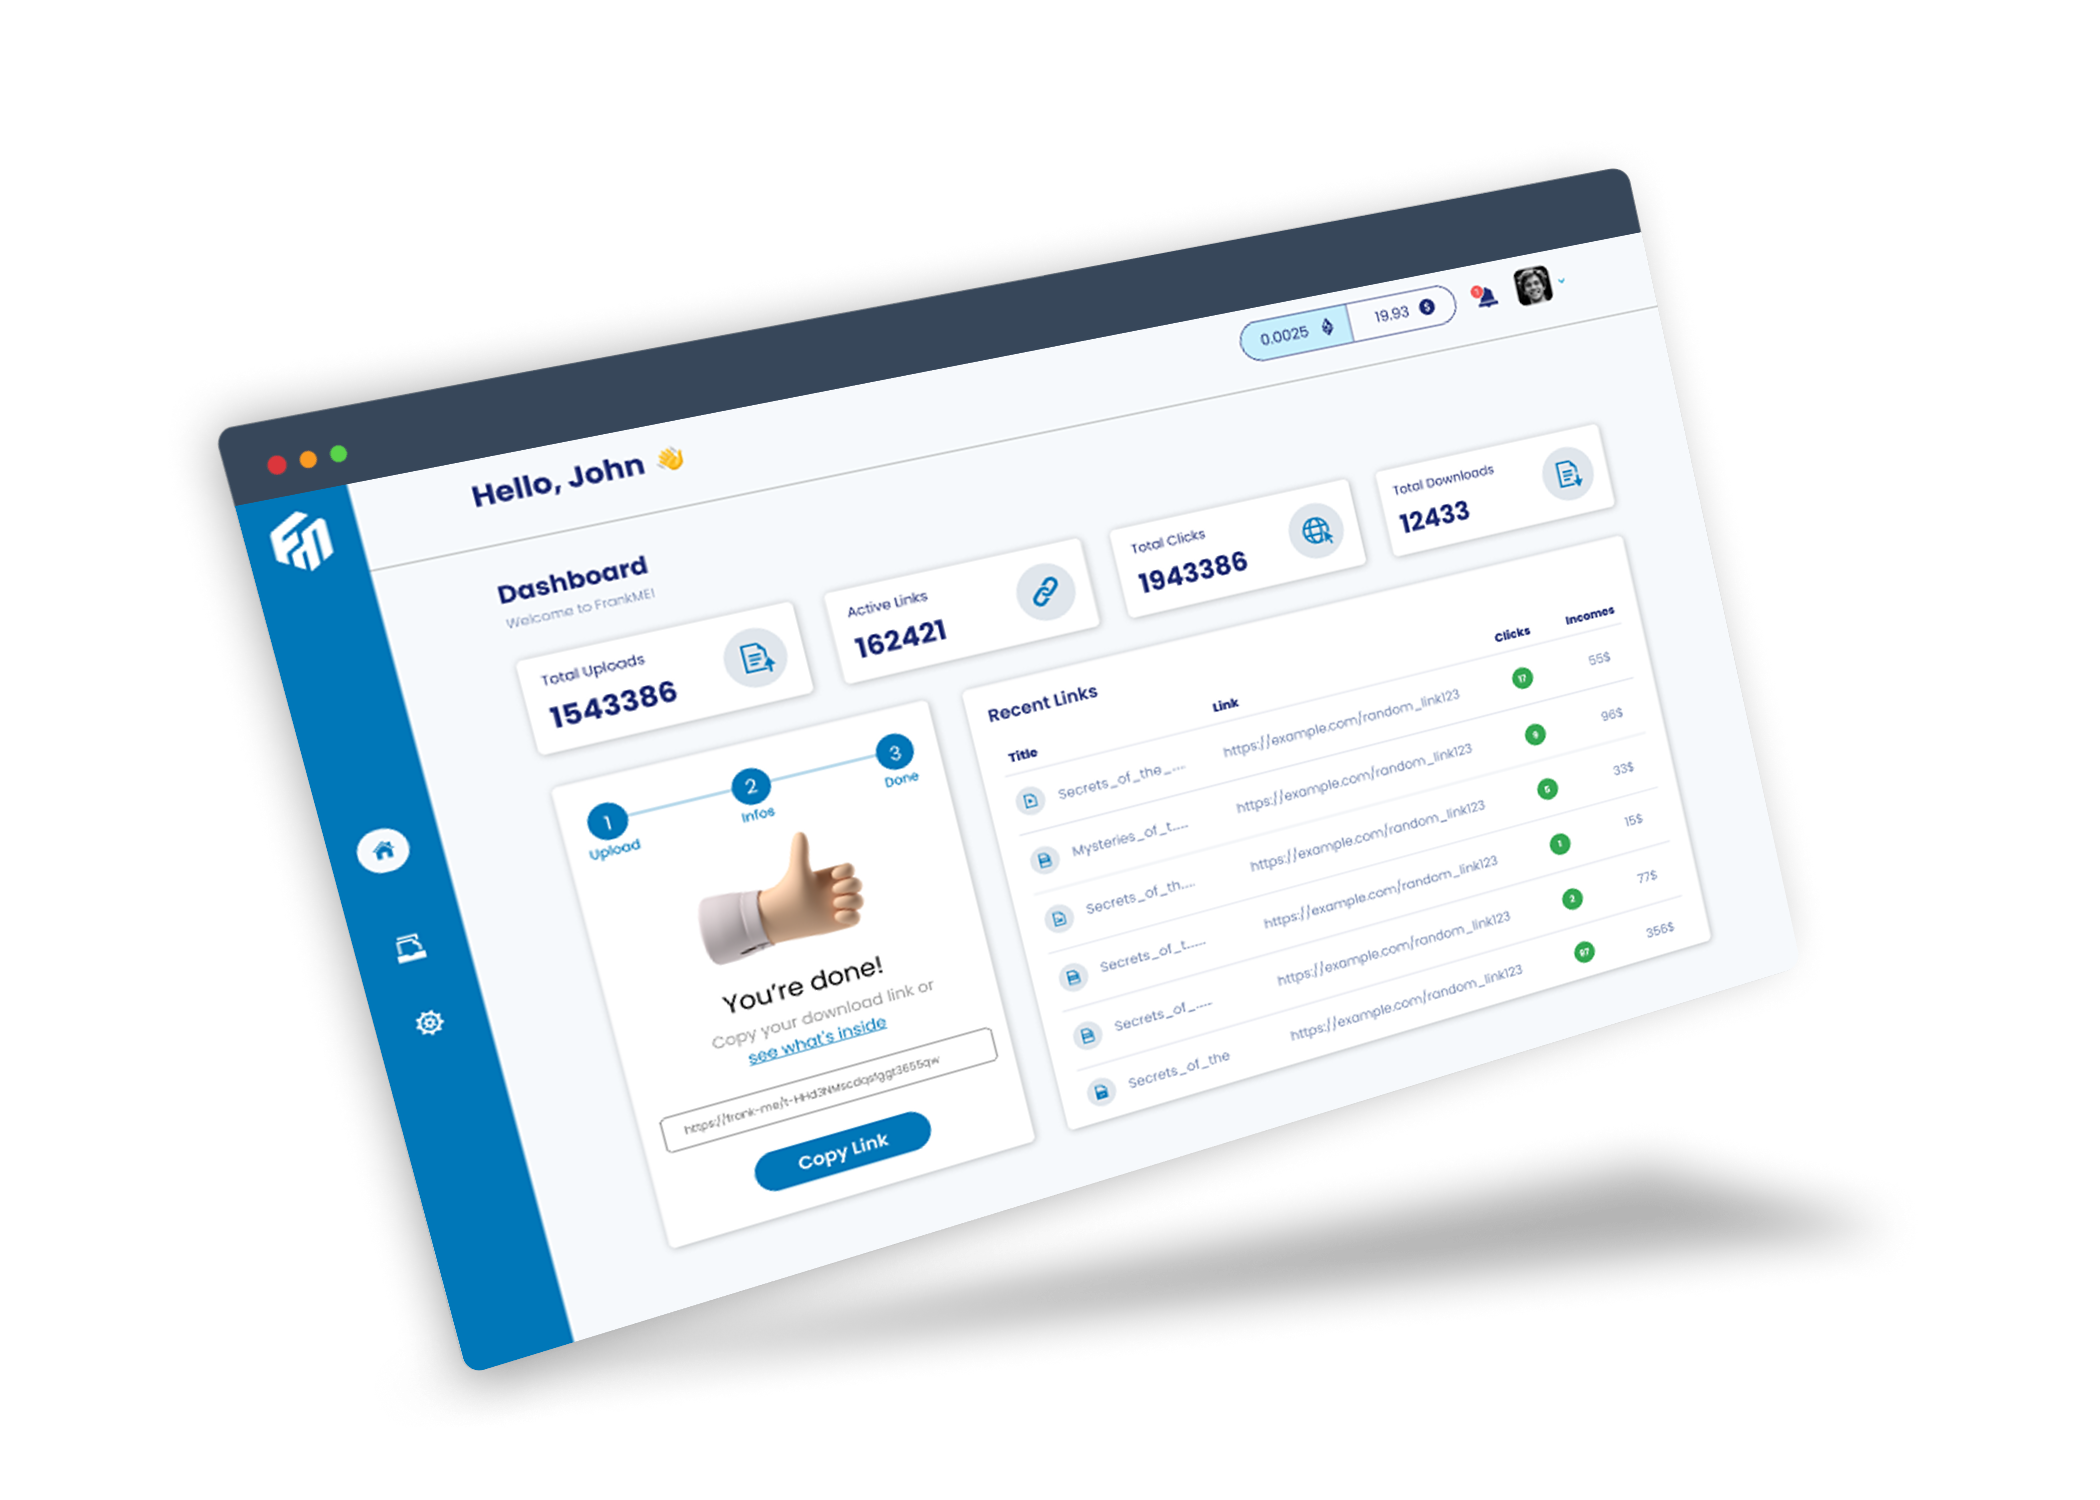 0.0025
19.93
1
Hello, John 👋
Dashboard
Welcome to FrankME!
Total Uploads
1543386
Active Links
162421
Total Clicks
1943386
Total Downloads
12433
1
Upload
2
Infos
3
Done
You're done!
Copy your download link or
see what's inside
https://frank-me/t-HHd3NMscdqsfggt3655qw
Copy Link
Recent Links
Title Link Clicks Incomes
Secrets_of_the_.... https://example.com/random_link123 17 55$
Mysteries_of_t..... https://example.com/random_link123 9 96$
Secrets_of_th.... https://example.com/random_link123 5 33$
Secrets_of_t..... https://example.com/random_link123 1 15$
Secrets_of_..... https://example.com/random_link123 2 77$
Secrets_of_the https://example.com/random_link123 97 356$